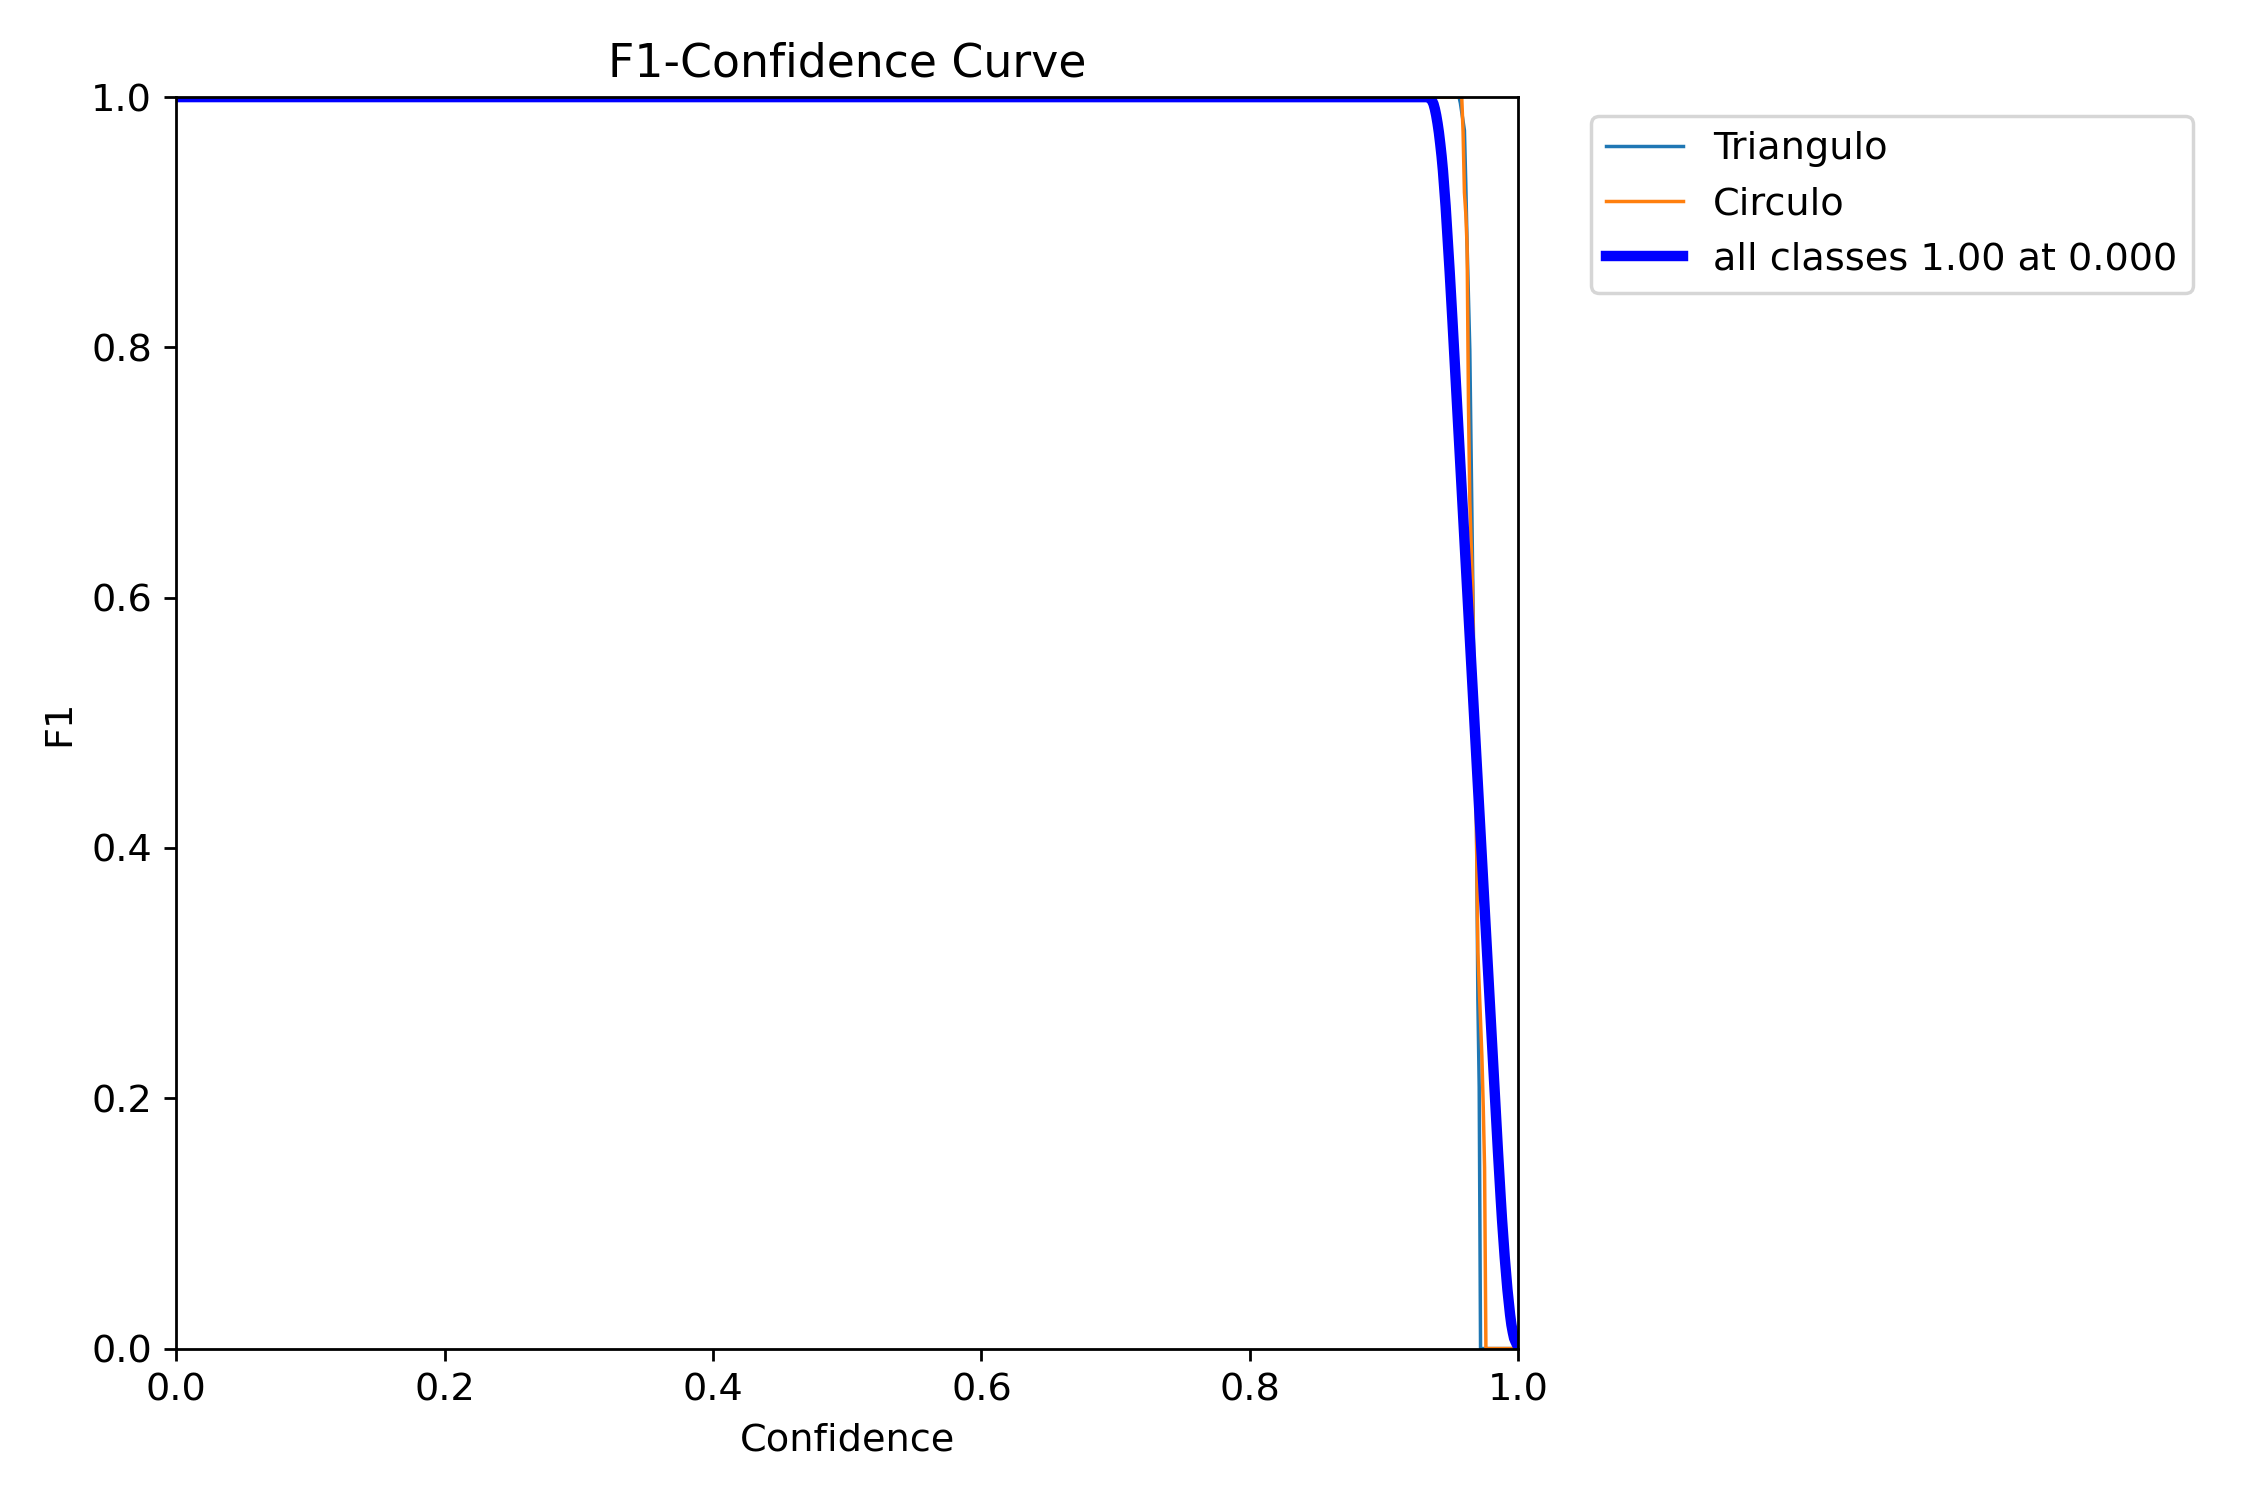 F1-Confidence Curve
1.0
0.8
0.6
0.4
0.2
0.0
F1
0.0 0.2 0.4 0.6 0.8 1.0
Confidence
Triangulo
Circulo
all classes 1.00 at 0.000